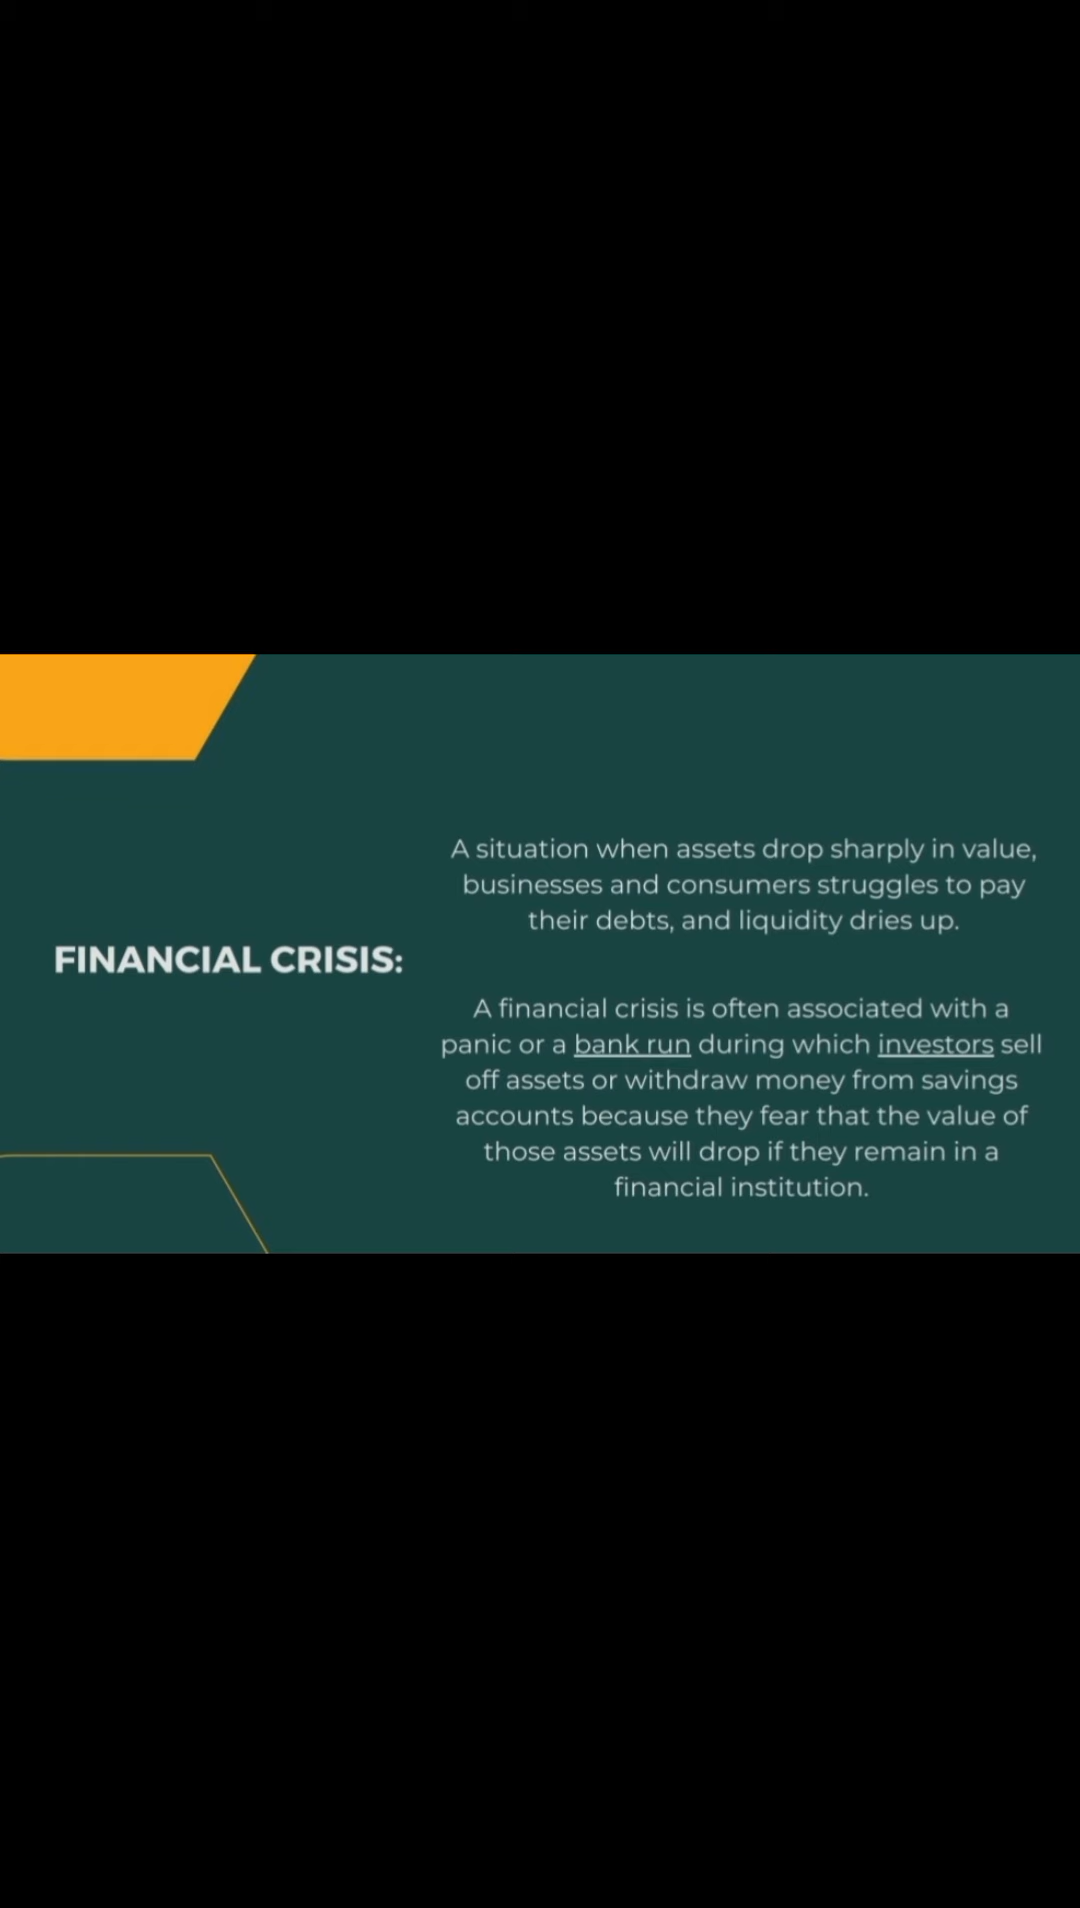 FINANCIAL CRISIS:
A situation when assets drop sharply in value,
businesses and consumers struggles to pay
their debts, and liquidity dries up.
A financial crisis is often associated with a
panic or a bank run during which investors sell
off assets or withdraw money from savings
accounts because they fear that the value of
those assets will drop if they remain in a
financial institution.